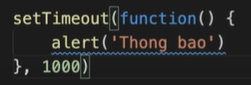 setTimeout(function() {
    alert('Thong bao')
}, 1000)